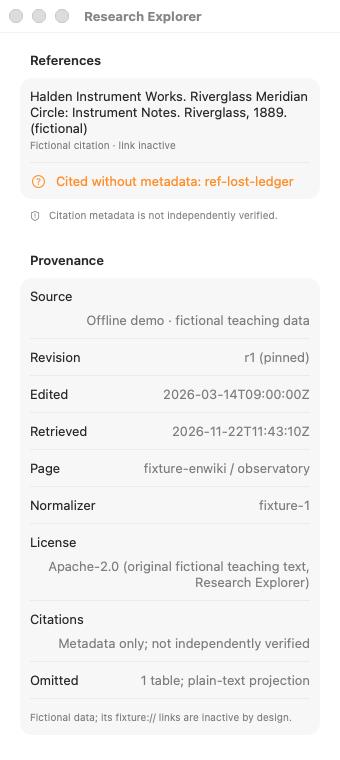 Research Explorer
References
Halden Instrument Works. Riverglass Meridian
Circle: Instrument Notes. Riverglass, 1889.
(fictional)
Fictional citation · link inactive
Cited without metadata: ref-lost-ledger
Citation metadata is not independently verified.
Provenance
Source
Offline demo · fictional teaching data
Revision r1 (pinned)
Edited 2026-03-14T09:00:00Z
Retrieved 2026-11-22T11:43:10Z
Page fixture-enwiki / observatory
Normalizer fixture-1
License
Apache-2.0 (original fictional teaching text,
Research Explorer)
Citations
Metadata only; not independently verified
Omitted 1 table; plain-text projection
Fictional data; its fixture:// links are inactive by design.